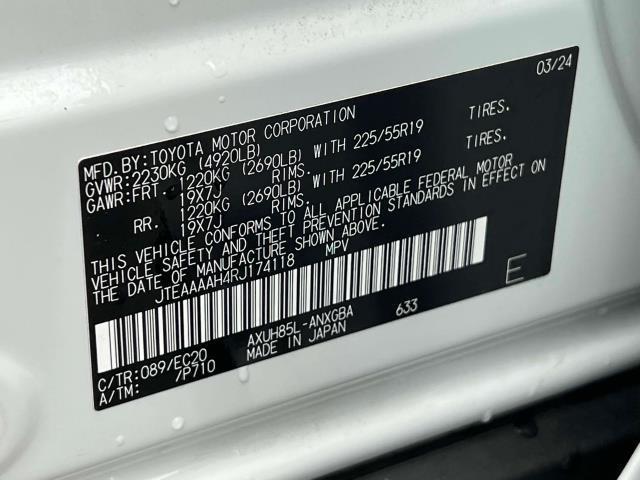 03/24
MFD.BY:TOYOTA MOTOR CORPORATION
GVWR:2230KG (4920LB)
GAWR:FRT. 1220KG (2690LB) WITH 225/55R19 TIRES.
19X7J RIMS.
RR. 1220KG (2690LB) WITH 225/55R19 TIRES.
19X7J RIMS.
THIS VEHICLE CONFORMS TO ALL APPLICABLE FEDERAL MOTOR
VEHICLE SAFETY AND THEFT PREVENTION STANDARDS IN EFFECT ON
THE DATE OF MANUFACTURE SHOWN ABOVE.
JTEAAAAH4RJ174118 MPV
E
C/TR:089/EC20 AXUH85L-ANXGBA 633
A/TM: /P710 MADE IN JAPAN